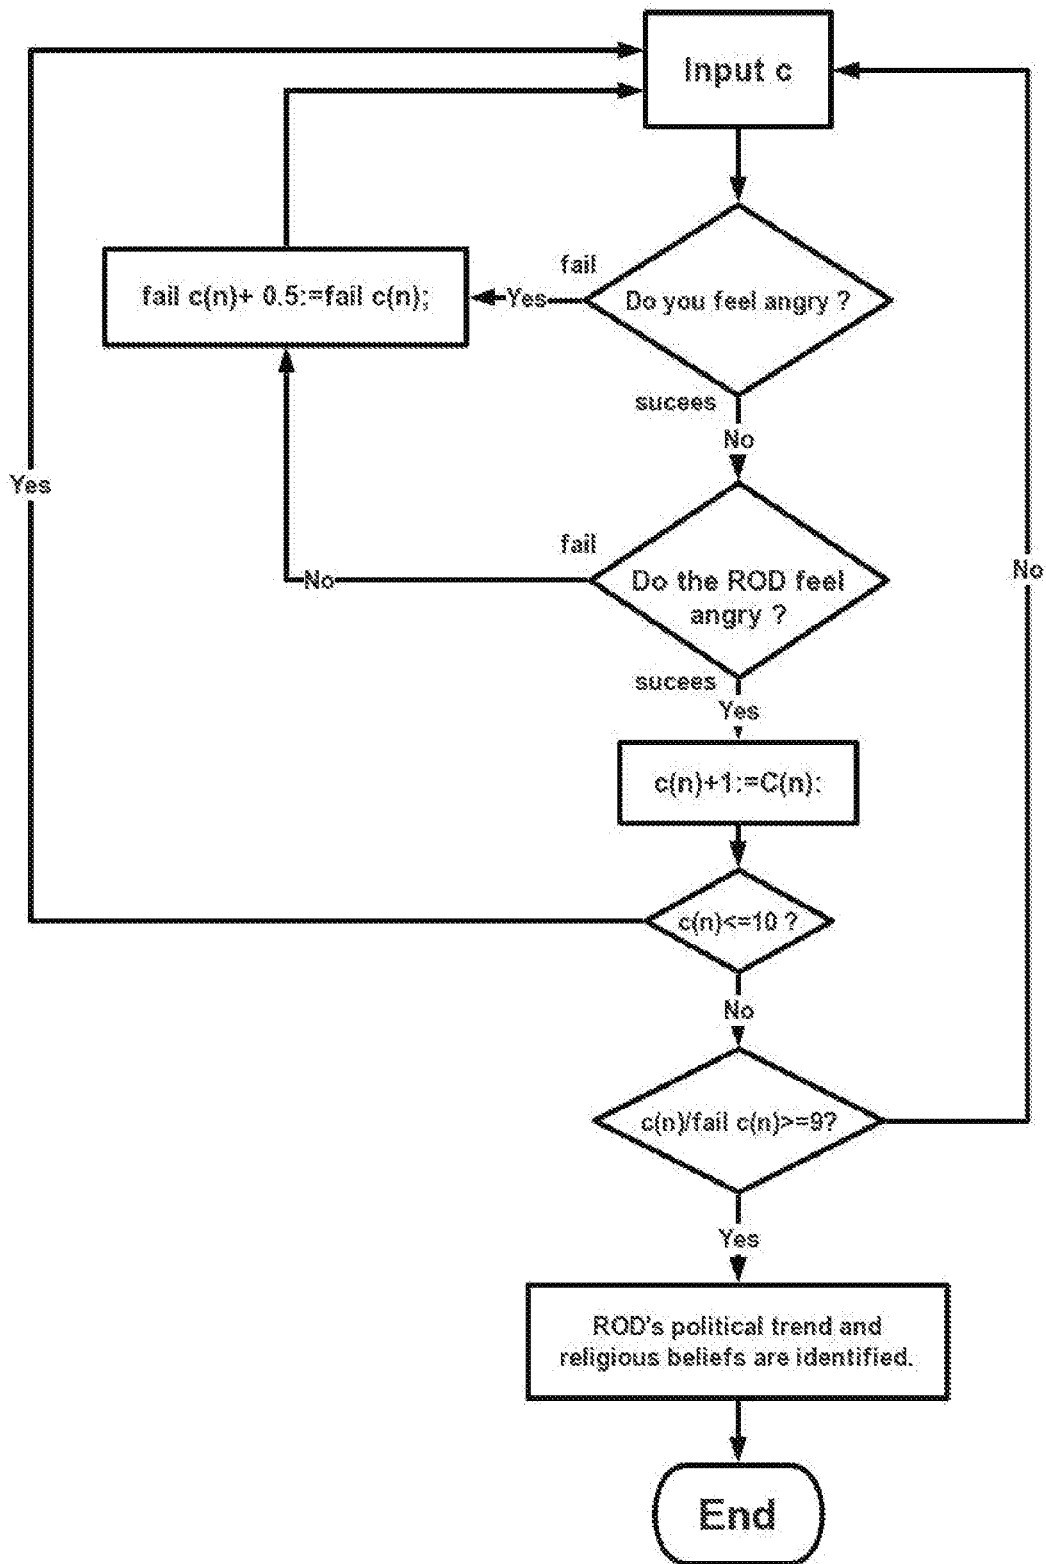 Input c
fail
Do you feel angry ?
Yes
fail c(n)+ 0.5:=fail c(n);
sucees
No
Yes
fail
Do the ROD feel
angry ?
No
No
sucees
Yes
c(n)+1:=C(n):
c(n)<=10 ?
No
c(n)/fail c(n)>=9?
Yes
ROD's political trend and
religious beliefs are identified.
End